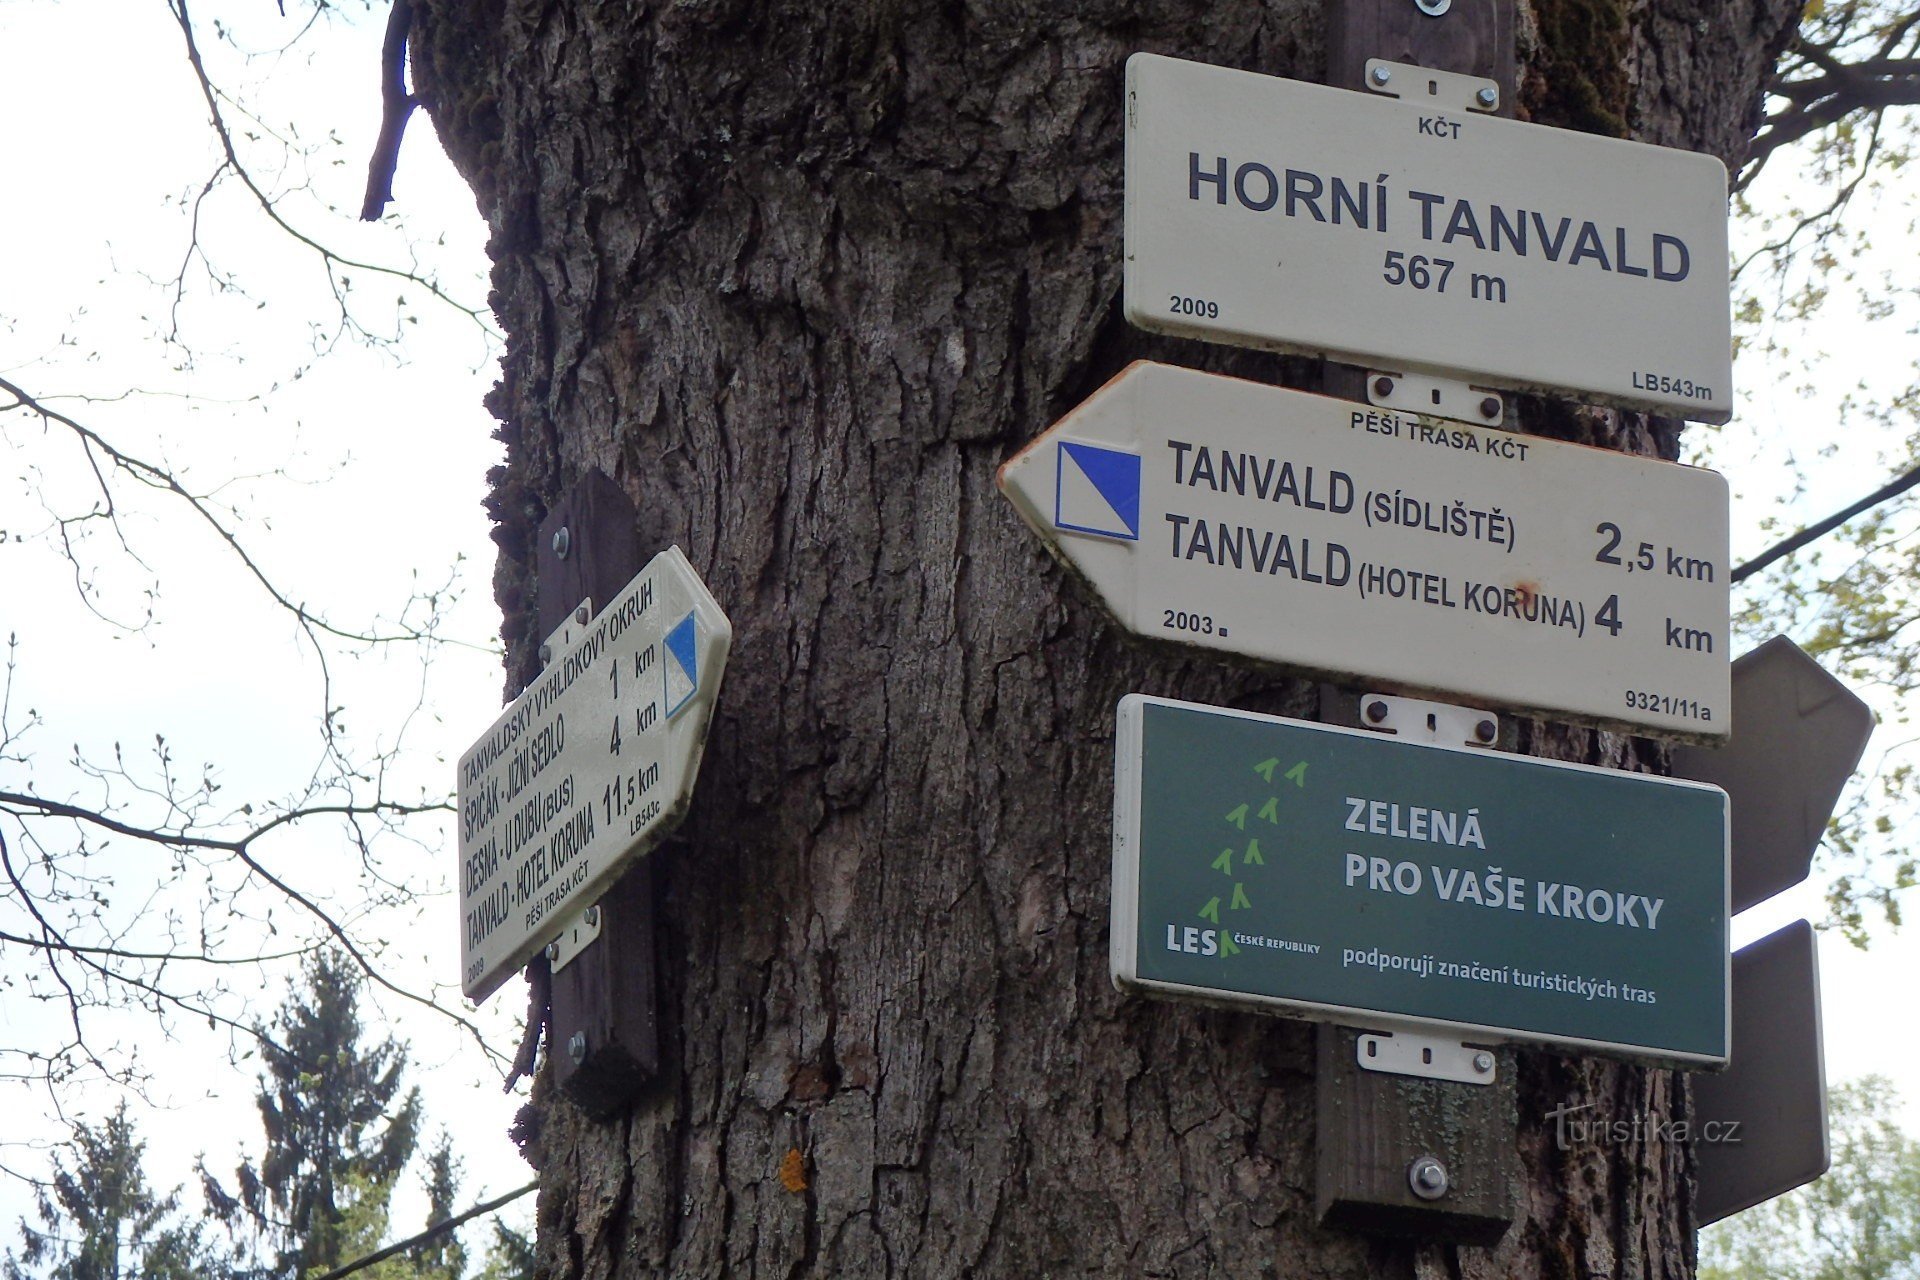 KČT
HORNÍ TANVALD
567 m
2009
LB543m
PĚŠÍ TRASA KČT
TANVALD (SÍDLIŠTĚ) 2,5 km
TANVALD (HOTEL KORUNA) 4 km
2003
9321/11a
ZELENÁ
PRO VAŠE KROKY
LESY ČESKÉ REPUBLIKY
podporují značení turistických tras
TANVALDSKÝ VYHLÍDKOVÝ OKRUH
ŠPIČÁK - JIŽNÍ SEDLO 1 km
DESNÁ - U DUBU (BUS) 4 km
TANVALD - HOTEL KORUNA 11,5 km
LB543c
PĚŠÍ TRASA KČT
2009
Turistika.cz